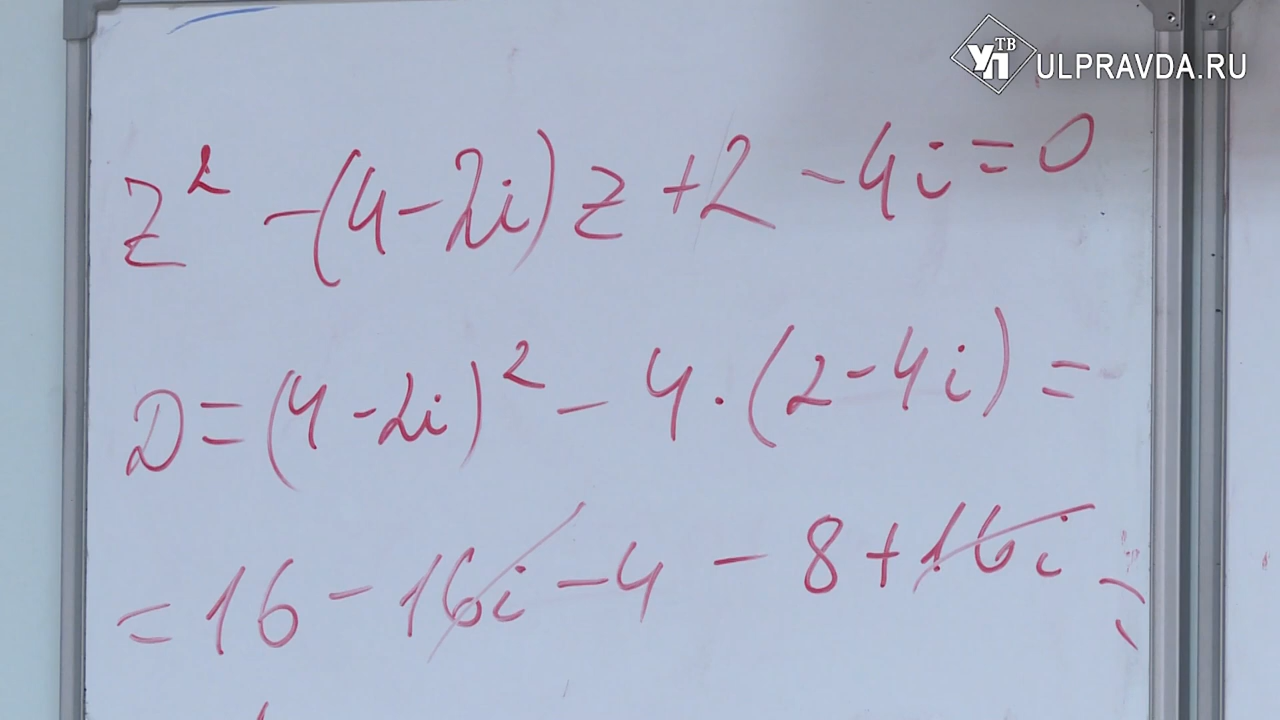 УП ТВ ULPRAVDA.RU
z² - (4 - 2i) z + 2 - 4i = 0
D = (4 - 2i)² - 4 · (2 - 4i) =
= 16 - 16i - 4 - 8 + 16i =